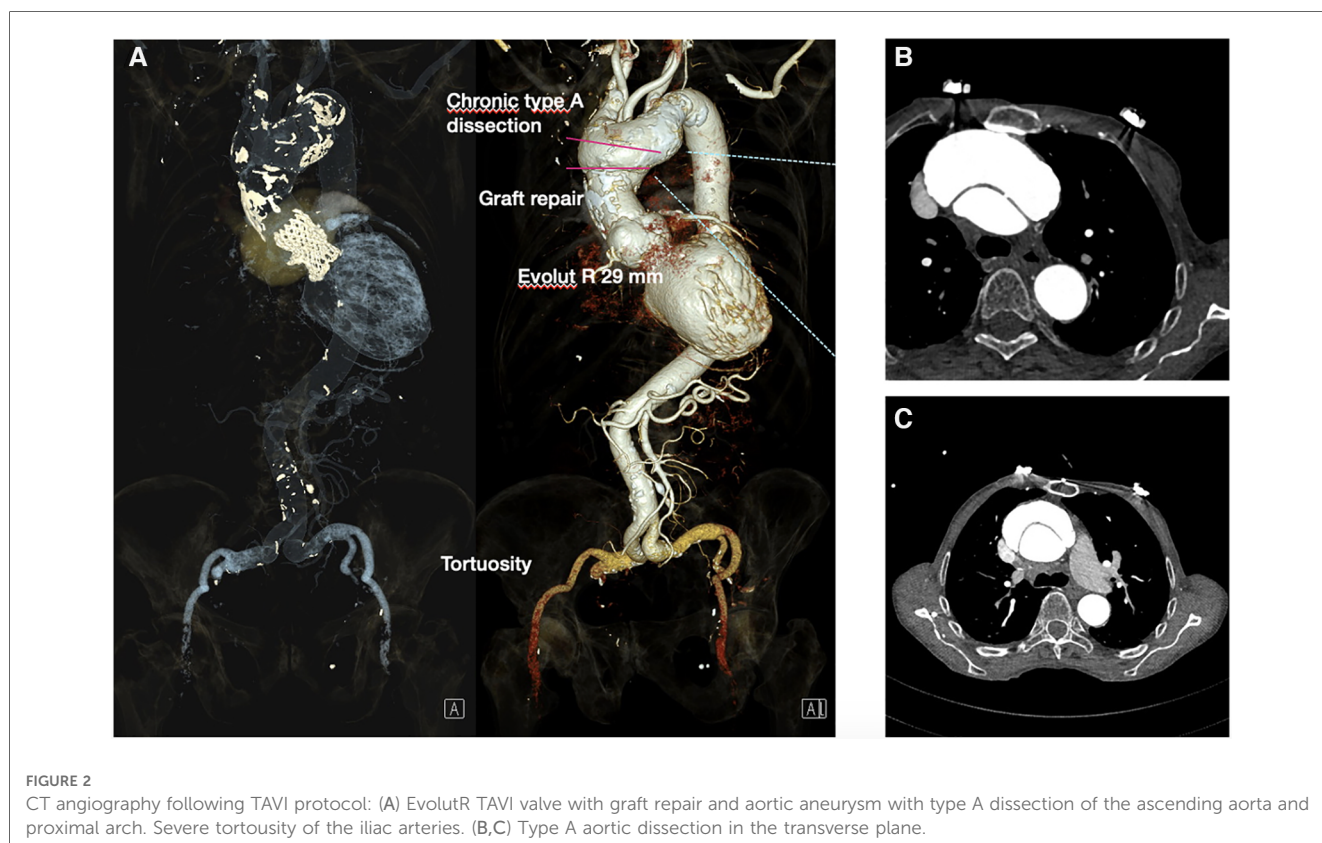 A
Chronic type A
dissection
Graft repair
Evolut R 29 mm
Tortuosity
A
A
B
C
FIGURE 2
CT angiography following TAVI protocol: (A) EvolutR TAVI valve with graft repair and aortic aneurysm with type A dissection of the ascending aorta and
proximal arch. Severe tortousity of the iliac arteries. (B,C) Type A aortic dissection in the transverse plane.